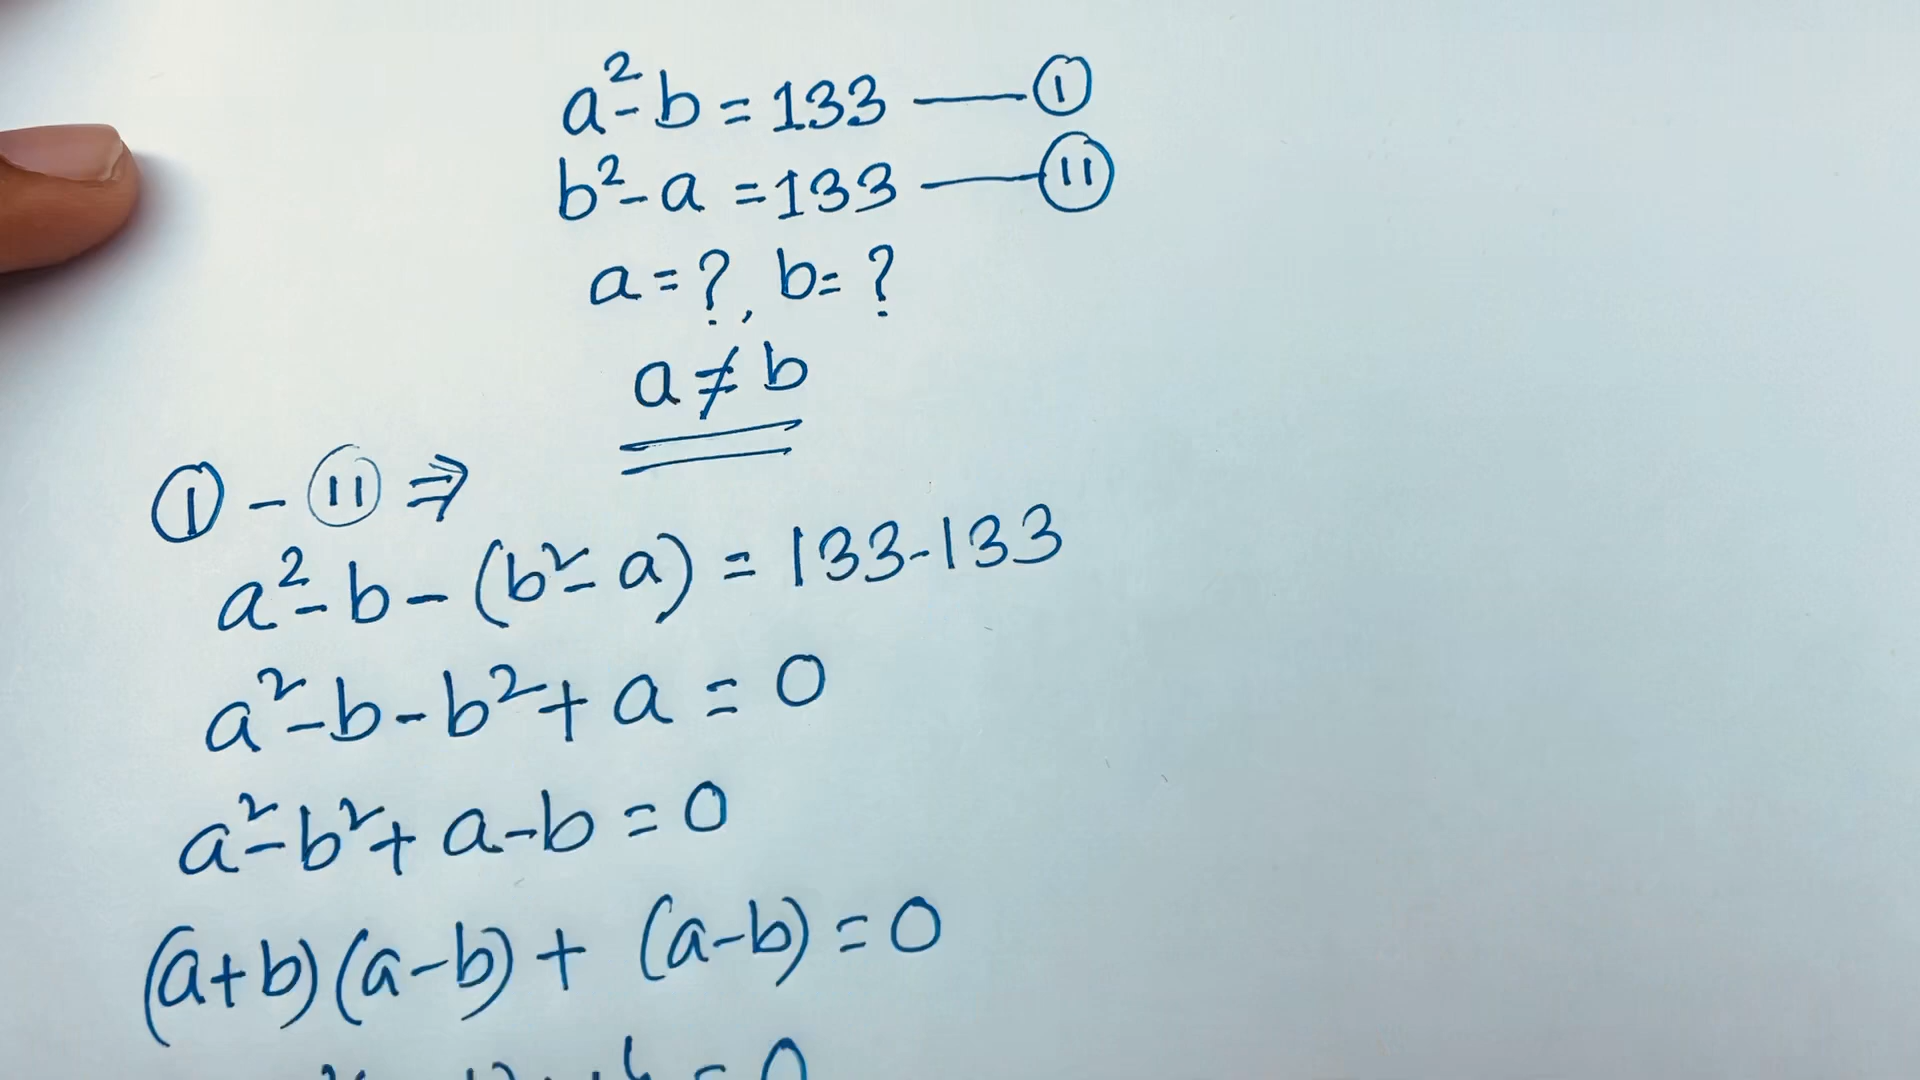 a²-b=133 —— ①
b²-a=133 —— ⑪
a=?, b=?
a≠b
① - ⑪ ⇒
a²-b-(b²-a) = 133-133
a²-b-b²+a = 0
a²-b²+a-b=0
(a+b)(a-b)+(a-b)=0
=0